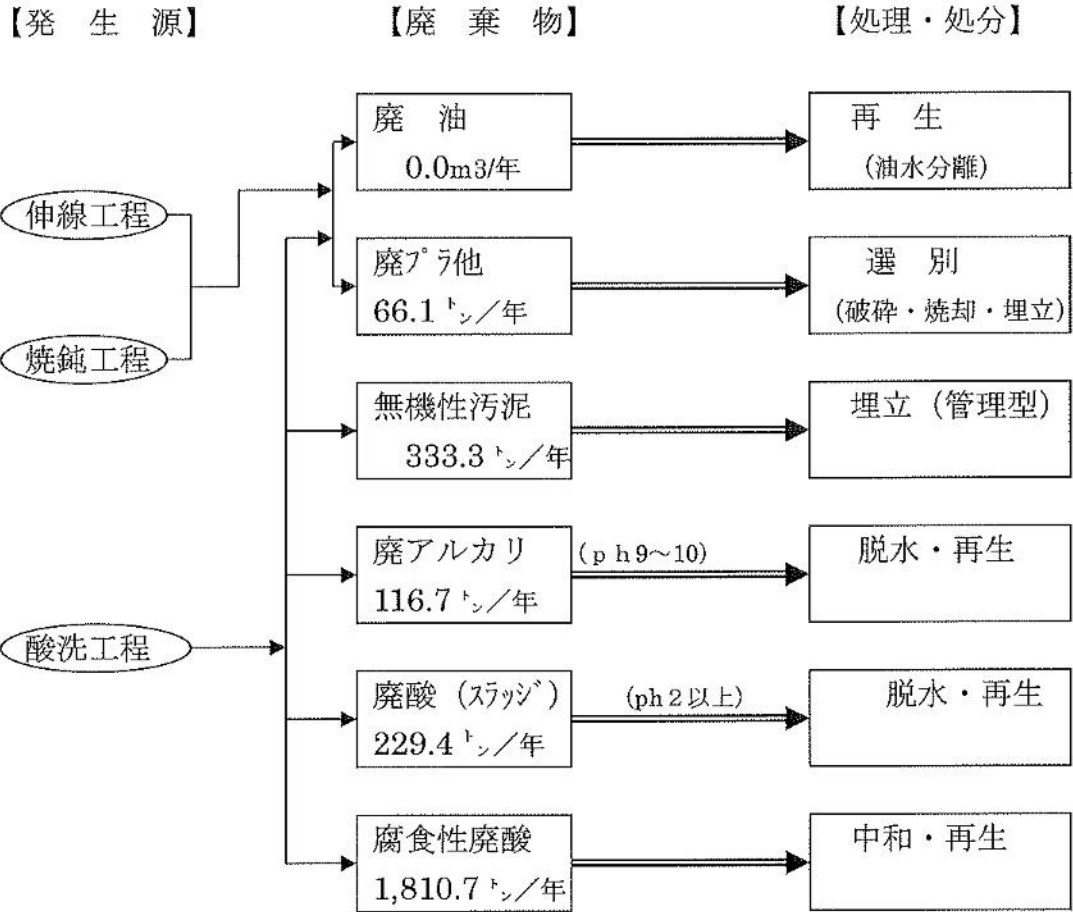 【発　生　源】
【廃　棄　物】
【処理・処分】
廃　油
0.0m3/年
再　生
(油水分離)
伸線工程
廃ﾌﾟﾗ他
66.1 ㌧／年
選　別
(破砕・焼却・埋立)
焼鈍工程
無機性汚泥
333.3 ㌧／年
埋立（管理型）
廃アルカリ
116.7 ㌧／年
(ｐｈ9～10)
脱水・再生
酸洗工程
廃酸（ｽﾗｯｼﾞ）
229.4 ㌧／年
(ph２以上)
脱水・再生
腐食性廃酸
1,810.7 ㌧／年
中和・再生